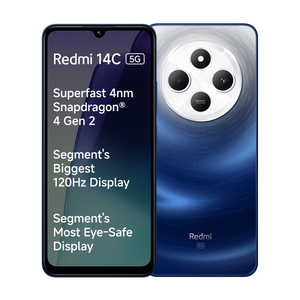 Redmi 14C 5G
Superfast 4nm
Snapdragon®
4 Gen 2
Segment's
Biggest
120Hz Display
Segment's
Most Eye-Safe
Display
Redmi
5G